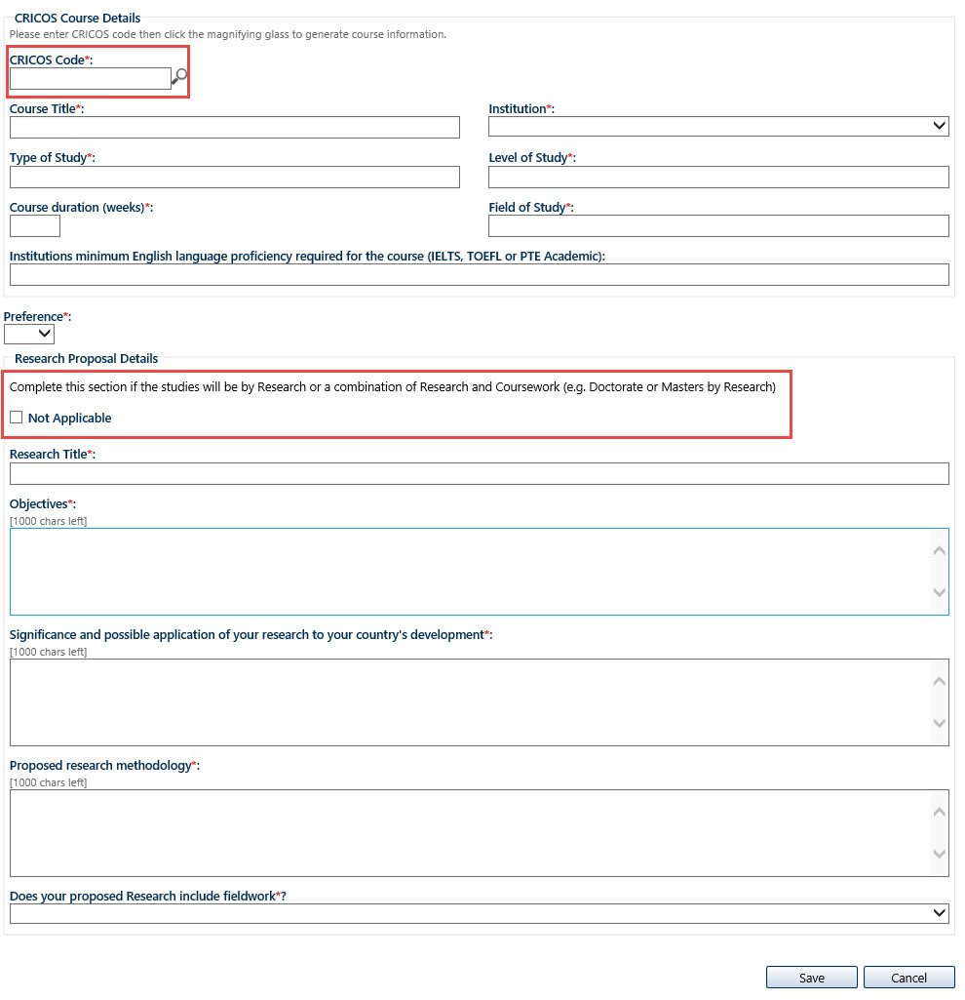 CRICOS Course Details
Please enter CRICOS code then click the magnifying glass to generate course information.
CRICOS Code*:
Course Title*:
Institution*:
Type of Study*:
Level of Study*:
Course duration (weeks)*:
Field of Study*:
Institutions minimum English language proficiency required for the course (IELTS, TOEFL or PTE Academic):
Preference*:
Research Proposal Details
Complete this section if the studies will be by Research or a combination of Research and Coursework (e.g. Doctorate or Masters by Research)
Not Applicable
Research Title*:
Objectives*:
[1000 chars left]
Significance and possible application of your research to your country's development*:
[1000 chars left]
Proposed research methodology*:
[1000 chars left]
Does your proposed Research include fieldwork*?
Save
Cancel